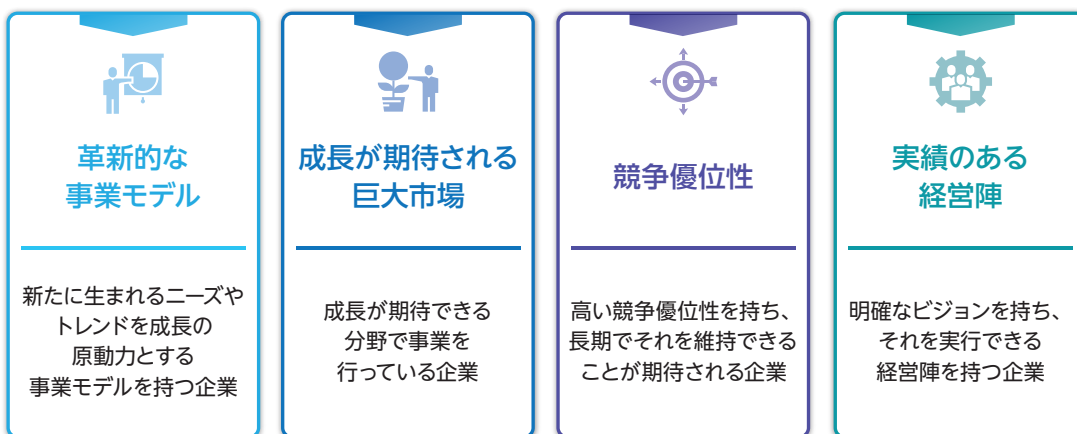 革新的な
事業モデル
新たに生まれるニーズや
トレンドを成長の
原動力とする
事業モデルを持つ企業
成長が期待される
巨大市場
成長が期待できる
分野で事業を
行っている企業
競争優位性
高い競争優位性を持ち、
長期でそれを維持できる
ことが期待される企業
実績のある
経営陣
明確なビジョンを持ち、
それを実行できる
経営陣を持つ企業